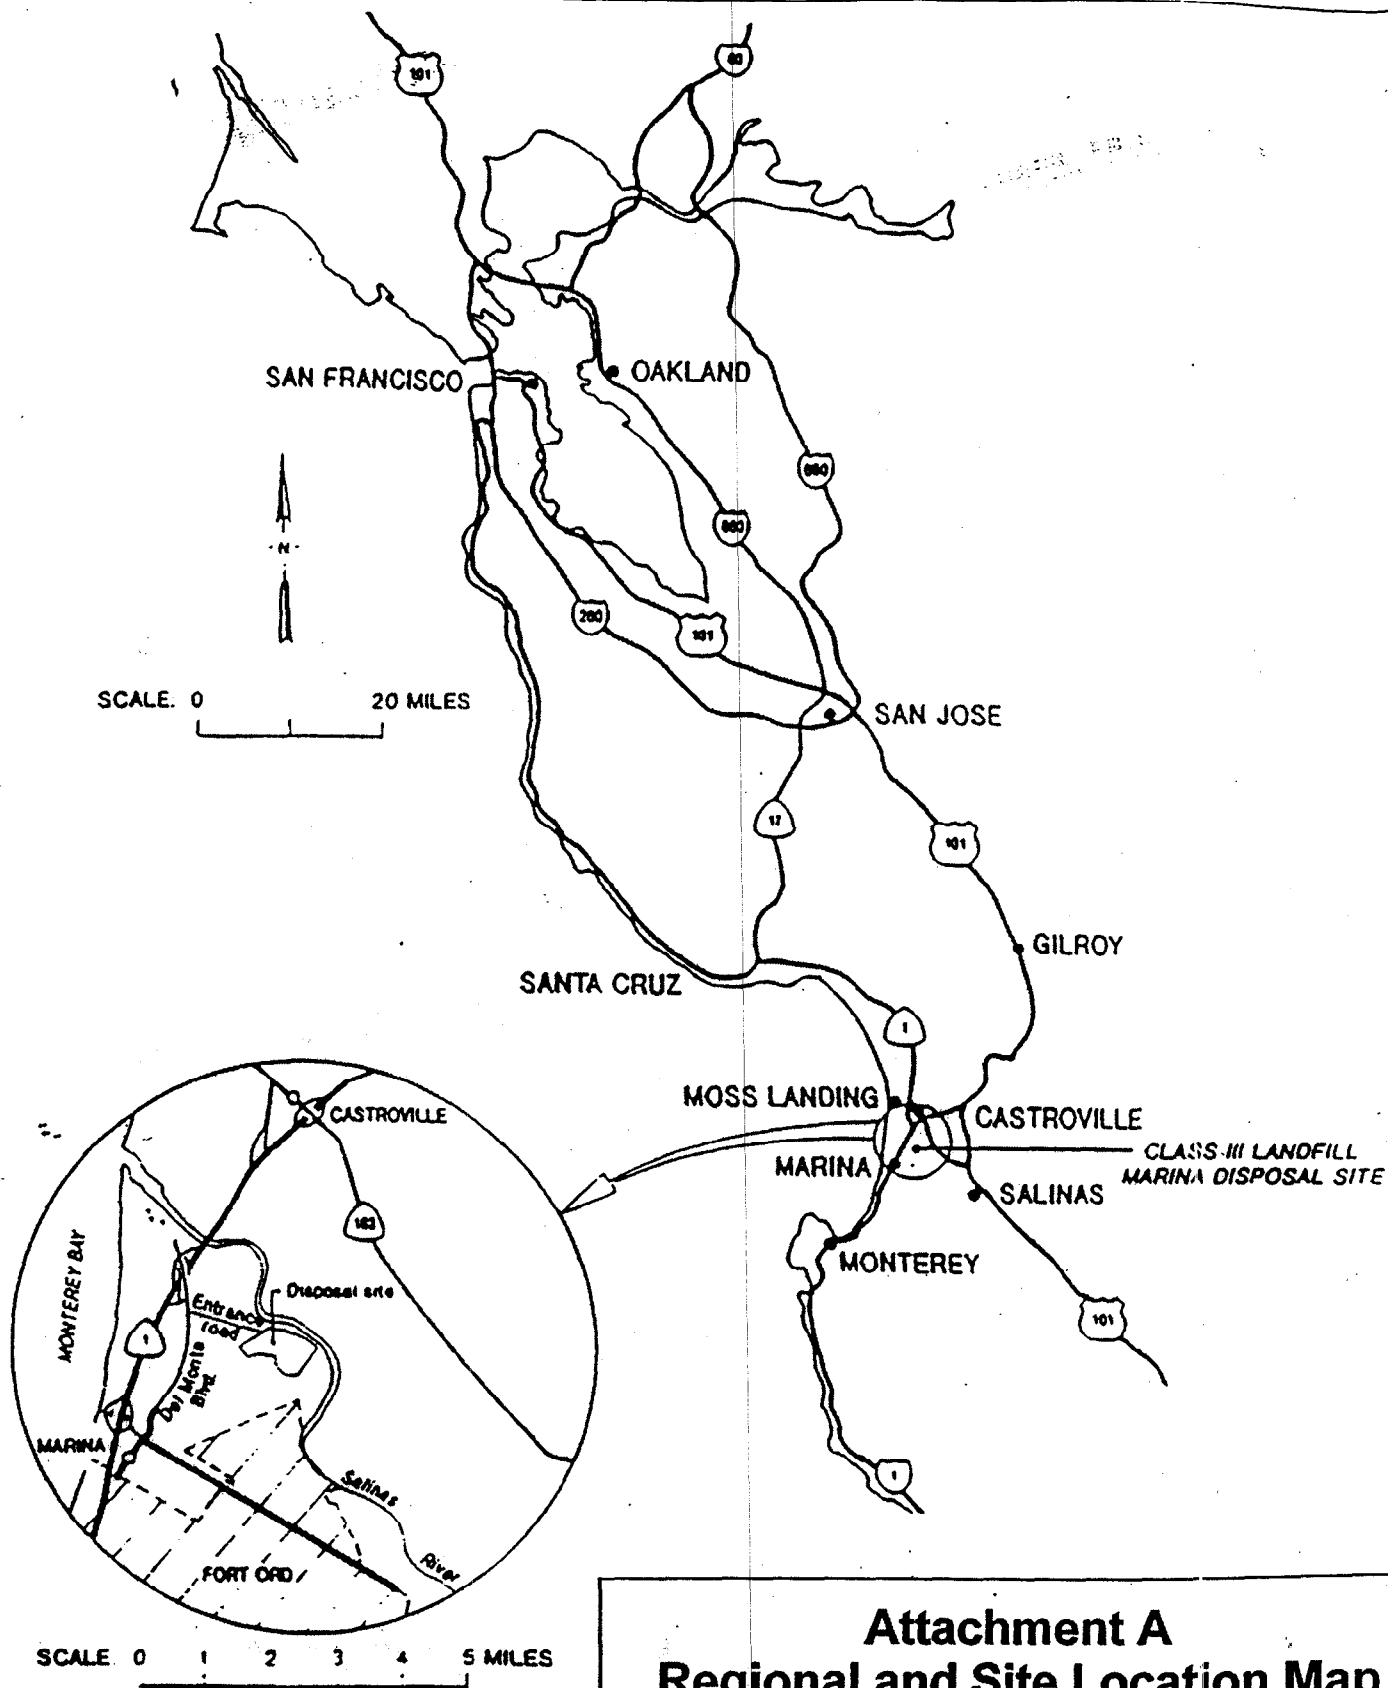 101
80
SAN FRANCISCO
OAKLAND
680
880
N
280
101
SCALE. 0 20 MILES
SAN JOSE
17
101
GILROY
SANTA CRUZ
1
MOSS LANDING
CASTROVILLE
CLASS III LANDFILL
MARINA DISPOSAL SITE
MARINA
SALINAS
MONTEREY
101
1
CASTROVILLE
183
MONTEREY BAY
Disposal site
Entrance
road
1
Del Monte
Blvd.
MARINA
Salinas
River
FORT ORD
SCALE 0 1 2 3 4 5 MILES
Attachment A
Regional and Site Location Map